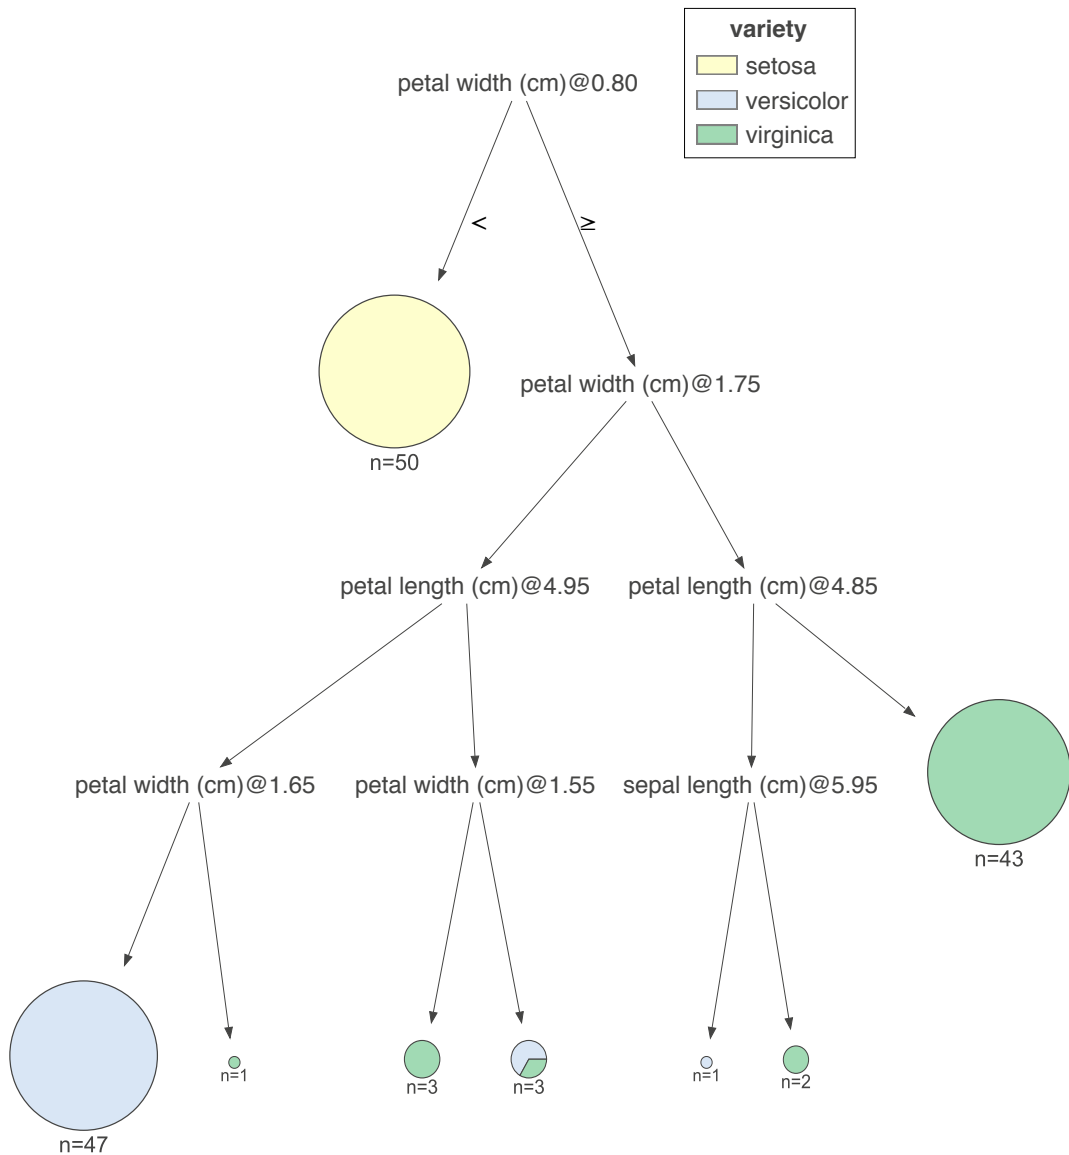 variety
setosa
versicolor
virginica
petal width (cm)@0.80
<
≥
n=50
petal width (cm)@1.75
petal length (cm)@4.95
petal length (cm)@4.85
petal width (cm)@1.65
petal width (cm)@1.55
sepal length (cm)@5.95
n=43
n=47
n=1
n=3
n=3
n=1
n=2